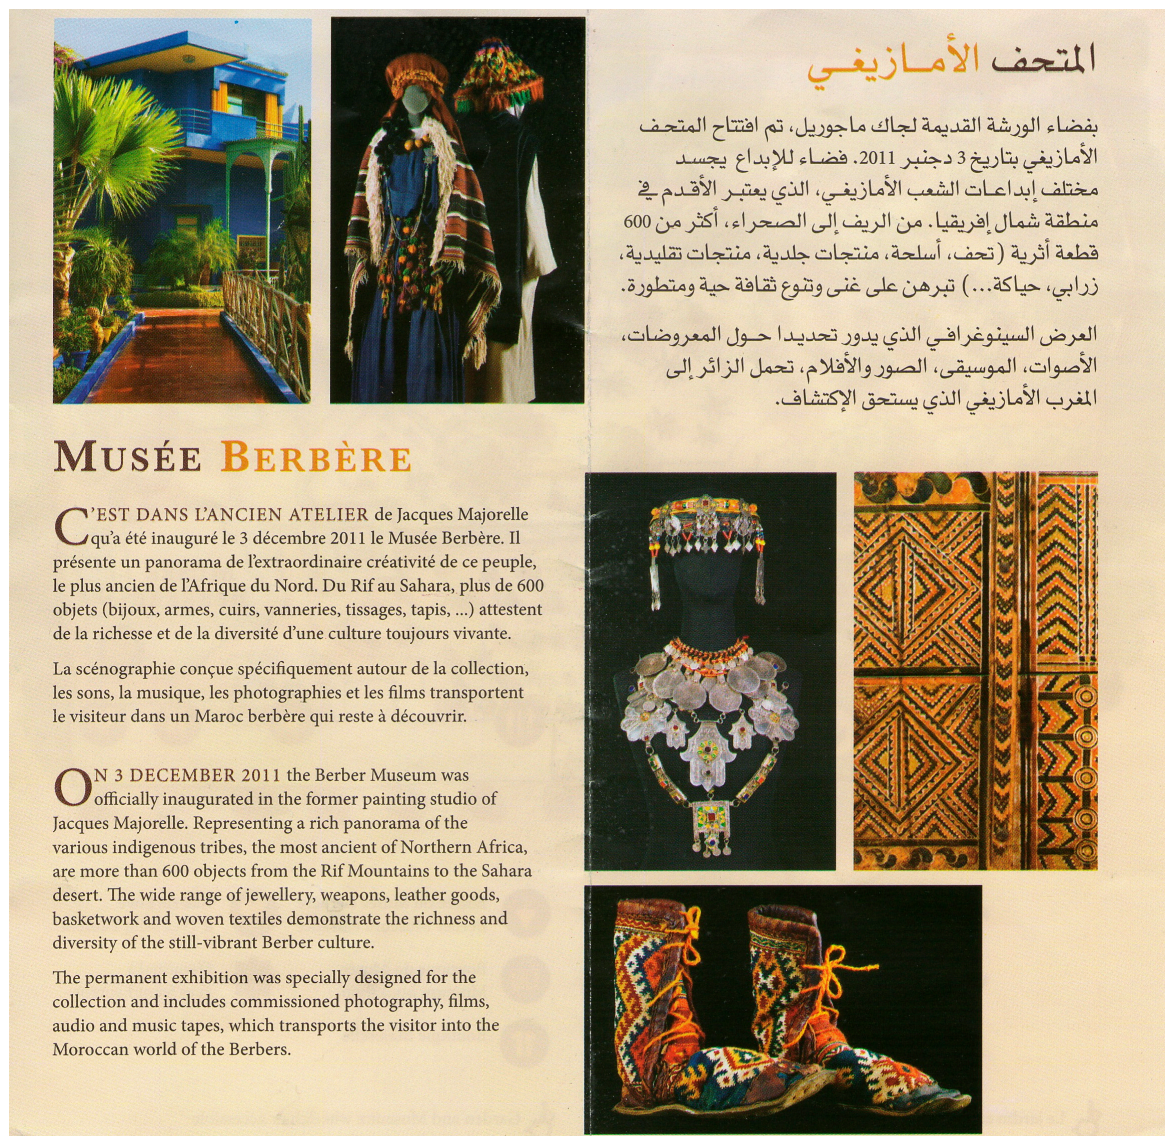 المتحف الأمازيغي
بفضاء الورشة القديمة لجاك ماجوريل، تم افتتاح المتحف
الأمازيغي بتاريخ 3 دجنبر 2011. فضاء للإبداع يجسد
مختلف إبداعات الشعب الأمازيغي، الذي يعتبر الأقدم في
منطقة شمال إفريقيا. من الريف إلى الصحراء، أكثر من 600
قطعة أثرية (تحف، أسلحة، منتجات جلدية، منتجات تقليدية،
زرابي، حياكة...) تبرهن على غنى وتنوع ثقافة حية ومتطورة.
العرض السينوغرافي الذي يدور تحديدا حول المعروضات،
الأصوات، الموسيقى، الصور والأفلام، تحمل الزائر إلى
المغرب الأمازيغي الذي يستحق الإكتشاف.
MUSÉE BERBÈRE
C'EST DANS L'ANCIEN ATELIER de Jacques Majorelle
qu'a été inauguré le 3 décembre 2011 le Musée Berbère. Il
présente un panorama de l'extraordinaire créativité de ce peuple,
le plus ancien de l'Afrique du Nord. Du Rif au Sahara, plus de 600
objets (bijoux, armes, cuirs, vanneries, tissages, tapis, ...) attestent
de la richesse et de la diversité d'une culture toujours vivante.
La scénographie conçue spécifiquement autour de la collection,
les sons, la musique, les photographies et les films transportent
le visiteur dans un Maroc berbère qui reste à découvrir.
ON 3 DECEMBER 2011 the Berber Museum was
officially inaugurated in the former painting studio of
Jacques Majorelle. Representing a rich panorama of the
various indigenous tribes, the most ancient of Northern Africa,
are more than 600 objects from the Rif Mountains to the Sahara
desert. The wide range of jewellery, weapons, leather goods,
basketwork and woven textiles demonstrate the richness and
diversity of the still-vibrant Berber culture.
The permanent exhibition was specially designed for the
collection and includes commissioned photography, films,
audio and music tapes, which transports the visitor into the
Moroccan world of the Berbers.